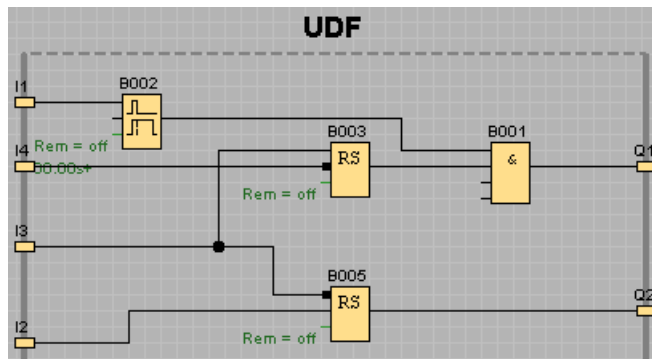 UDF
I1
B002
Rem = off
00.00s+
I4
B003
RS
Rem = off
B001
&
Q1
I3
B005
RS
Rem = off
Q2
I2